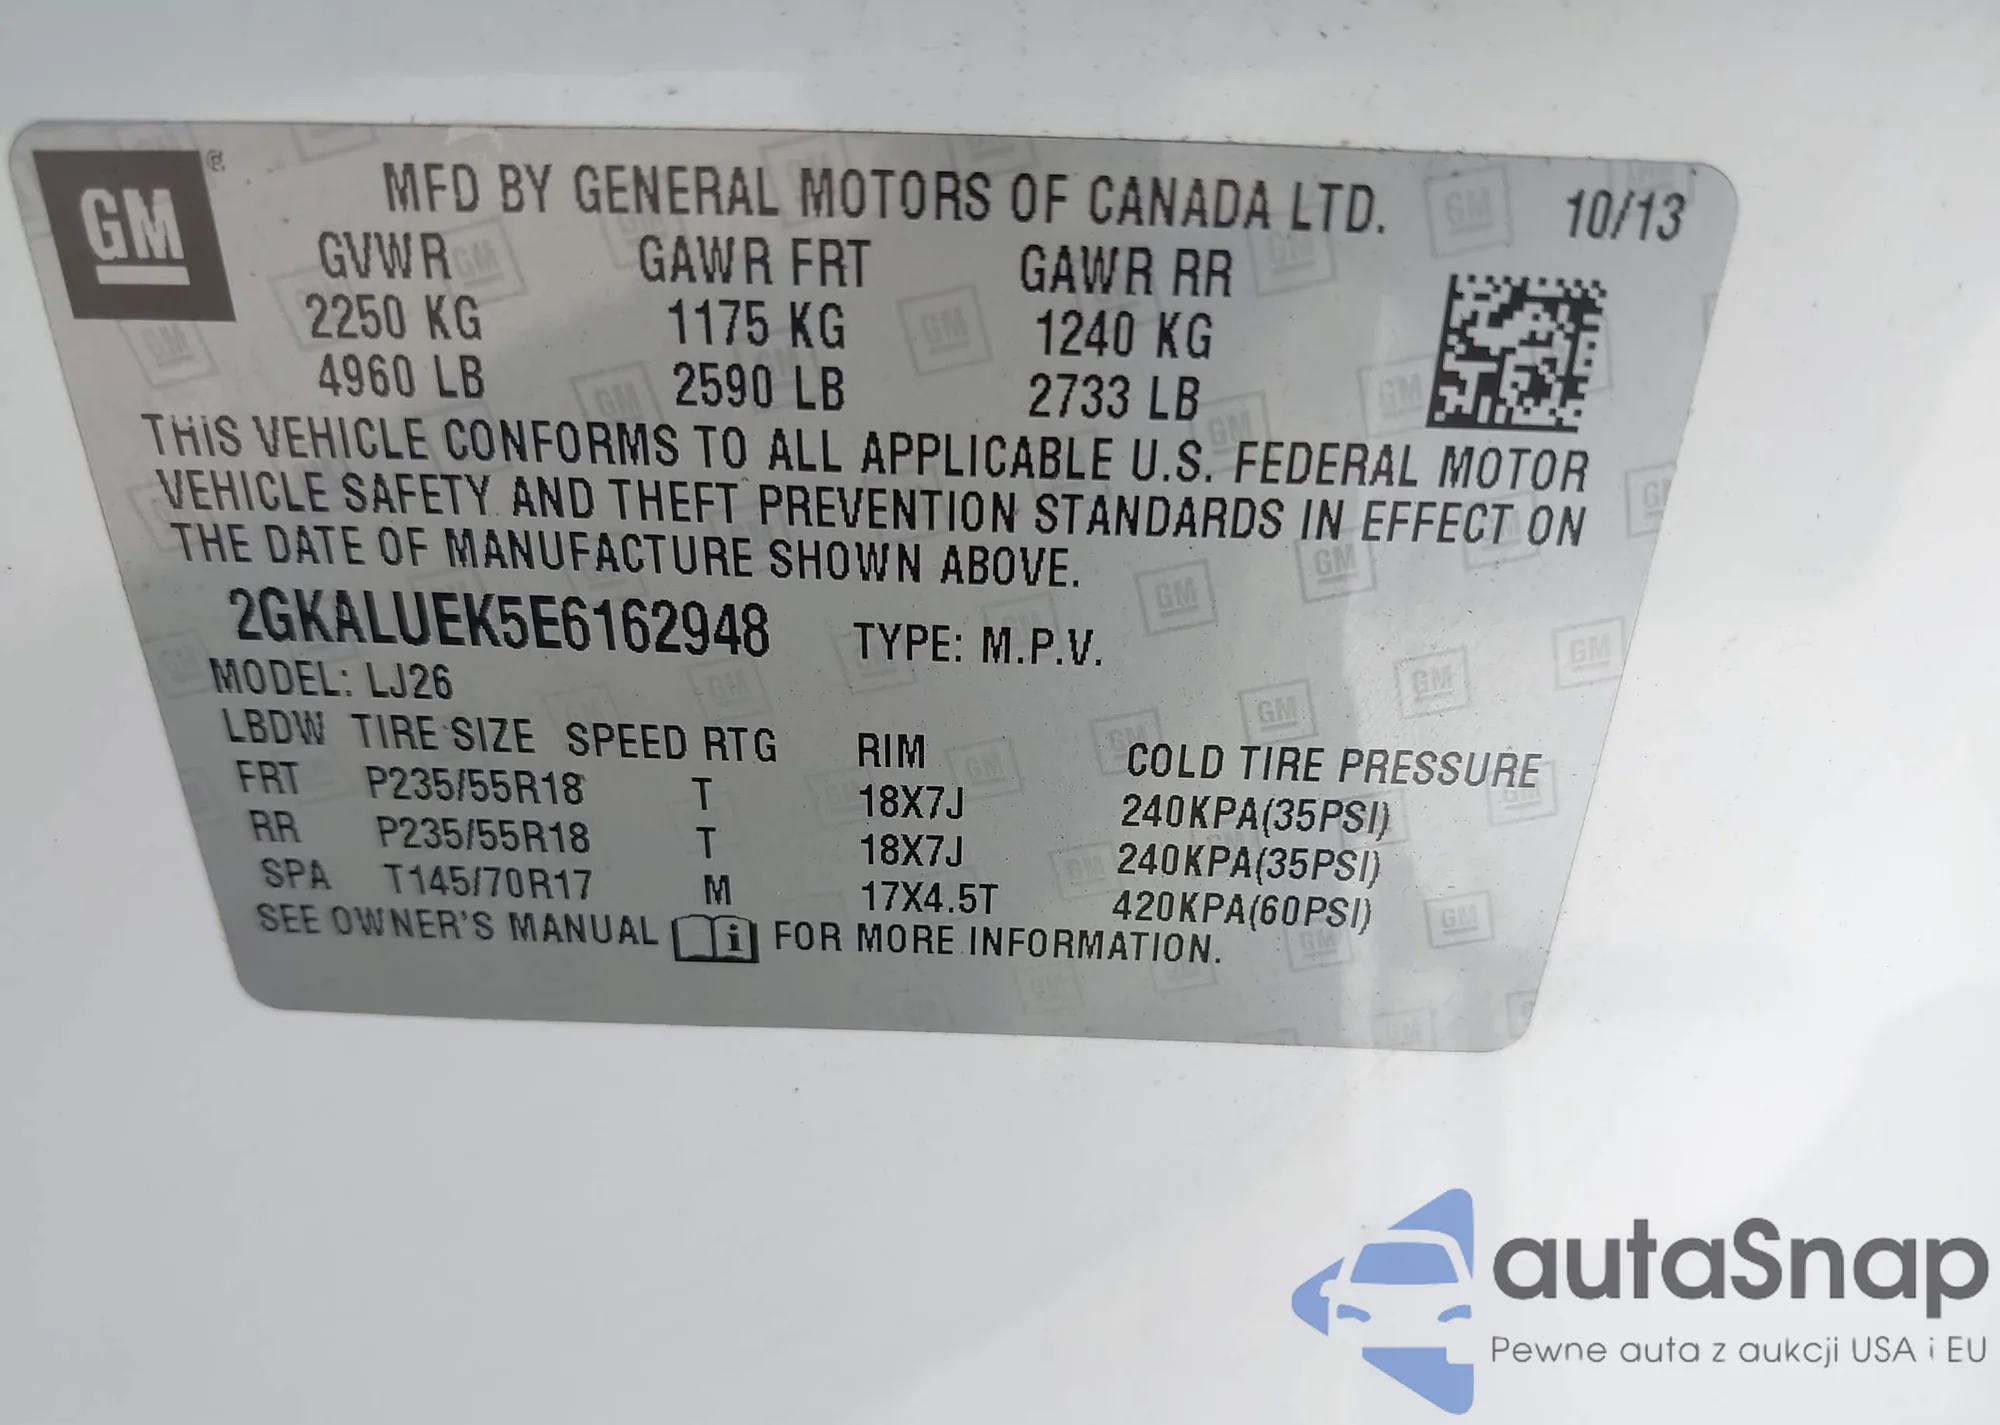 GM
MFD BY GENERAL MOTORS OF CANADA LTD. 10/13
GVWR GAWR FRT GAWR RR
2250 KG 1175 KG 1240 KG
4960 LB 2590 LB 2733 LB
THIS VEHICLE CONFORMS TO ALL APPLICABLE U.S. FEDERAL MOTOR
VEHICLE SAFETY AND THEFT PREVENTION STANDARDS IN EFFECT ON
THE DATE OF MANUFACTURE SHOWN ABOVE.
2GKALUEK5E6162948 TYPE: M.P.V.
MODEL: LJ26
LBDW TIRE SIZE SPEED RTG RIM COLD TIRE PRESSURE
FRT P235/55R18 T 18X7J 240KPA(35PSI)
RR P235/55R18 T 18X7J 240KPA(35PSI)
SPA T145/70R17 M 17X4.5T 420KPA(60PSI)
SEE OWNER'S MANUAL i FOR MORE INFORMATION.
autaSnap
Pewne auta z aukcji USA i EU